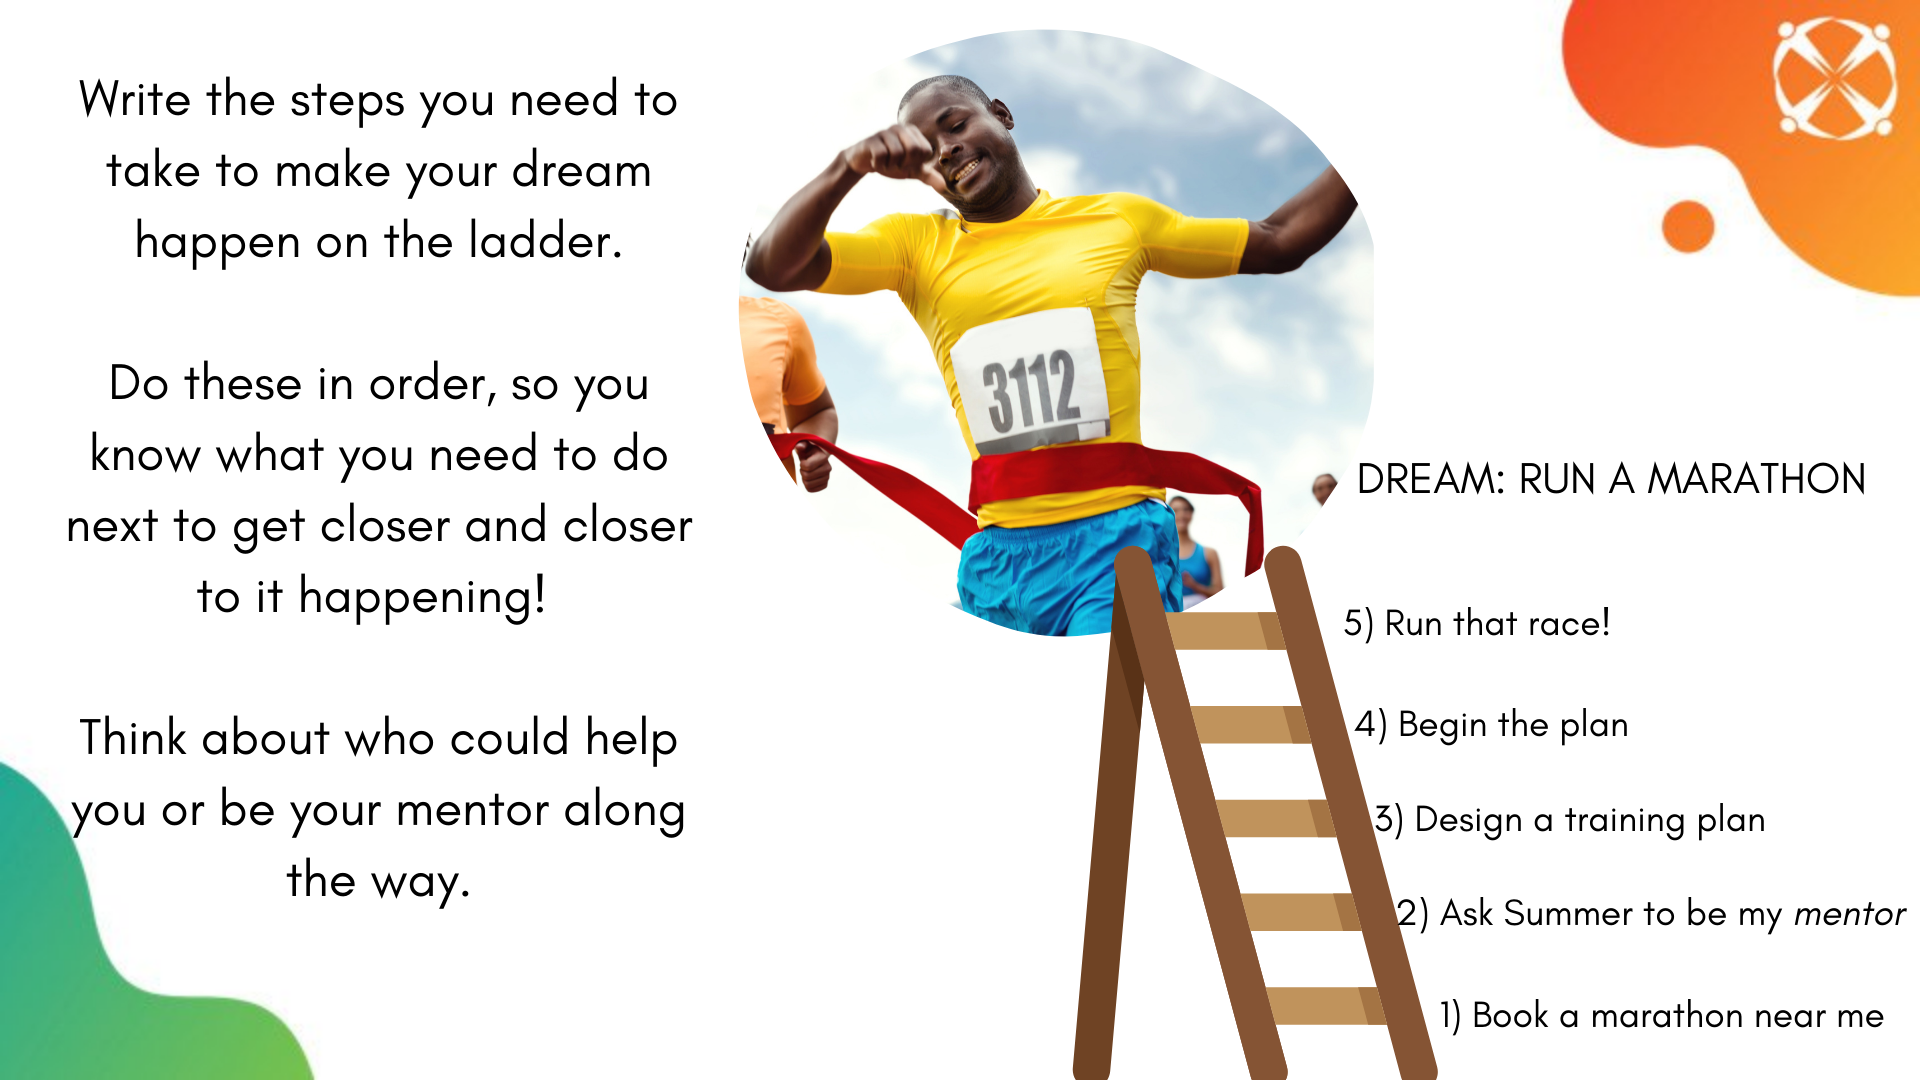 Write the steps you need to
take to make your dream
happen on the ladder.
Do these in order, so you
know what you need to do
next to get closer and closer
to it happening!
Think about who could help
you or be your mentor along
the way.
3112
DREAM: RUN A MARATHON
5) Run that race!
4) Begin the plan
3) Design a training plan
2) Ask Summer to be my mentor
1) Book a marathon near me